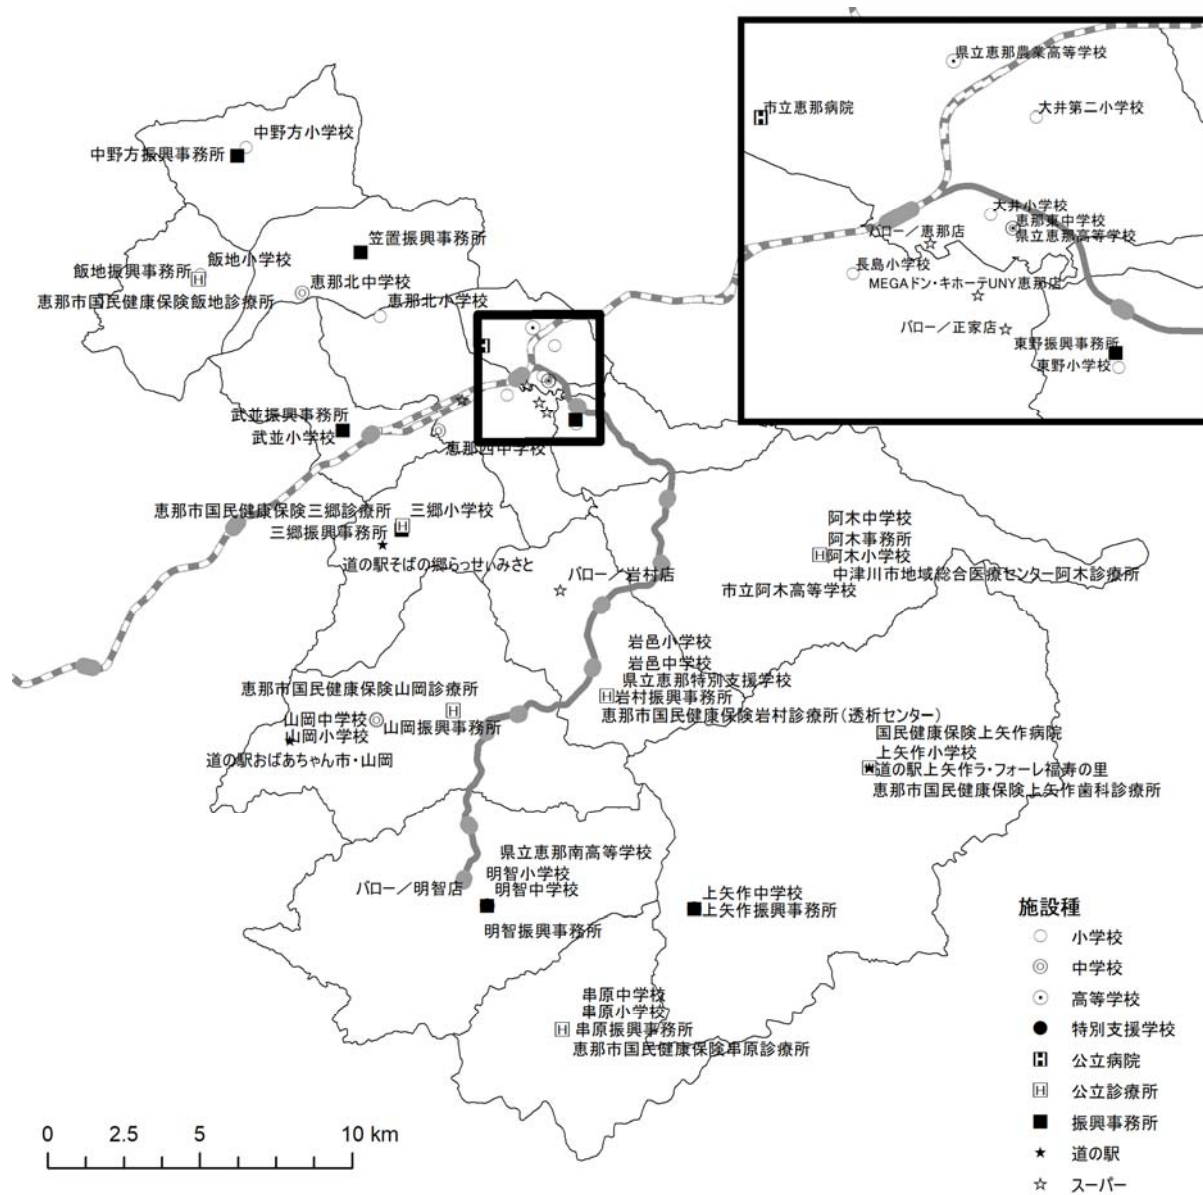 県立恵那農業高等学校
市立恵那病院
大井第二小学校
大井小学校
恵那東中学校
県立恵那高等学校
バロー／恵那店
長島小学校
MEGAドン・キホーテUNY恵那店
バロー／正家店
東野振興事務所
東野小学校
中野方小学校
中野方振興事務所
笠置振興事務所
飯地小学校
飯地振興事務所
恵那市国民健康保険飯地診療所
恵那北中学校
恵那北小学校
武並振興事務所
武並小学校
恵那西中学校
恵那市国民健康保険三郷診療所
三郷小学校
三郷振興事務所
道の駅そばの郷らっせぃみさと
バロー／岩村店
阿木中学校
阿木事務所
阿木小学校
中津川市地域総合医療センター阿木診療所
市立阿木高等学校
岩邑小学校
岩邑中学校
県立恵那特別支援学校
岩村振興事務所
恵那市国民健康保険岩村診療所（透析センター）
恵那市国民健康保険山岡診療所
山岡中学校
山岡振興事務所
山岡小学校
道の駅おばあちゃん市・山岡
国民健康保険上矢作病院
上矢作小学校
道の駅上矢作ラ・フォーレ福寿の里
恵那市国民健康保険上矢作歯科診療所
県立恵那南高等学校
明智小学校
バロー／明智店
明智中学校
明智振興事務所
上矢作中学校
上矢作振興事務所
串原中学校
串原小学校
串原振興事務所
恵那市国民健康保険串原診療所
施設種
小学校
中学校
高等学校
特別支援学校
公立病院
公立診療所
振興事務所
道の駅
スーパー
0 2.5 5 10 km